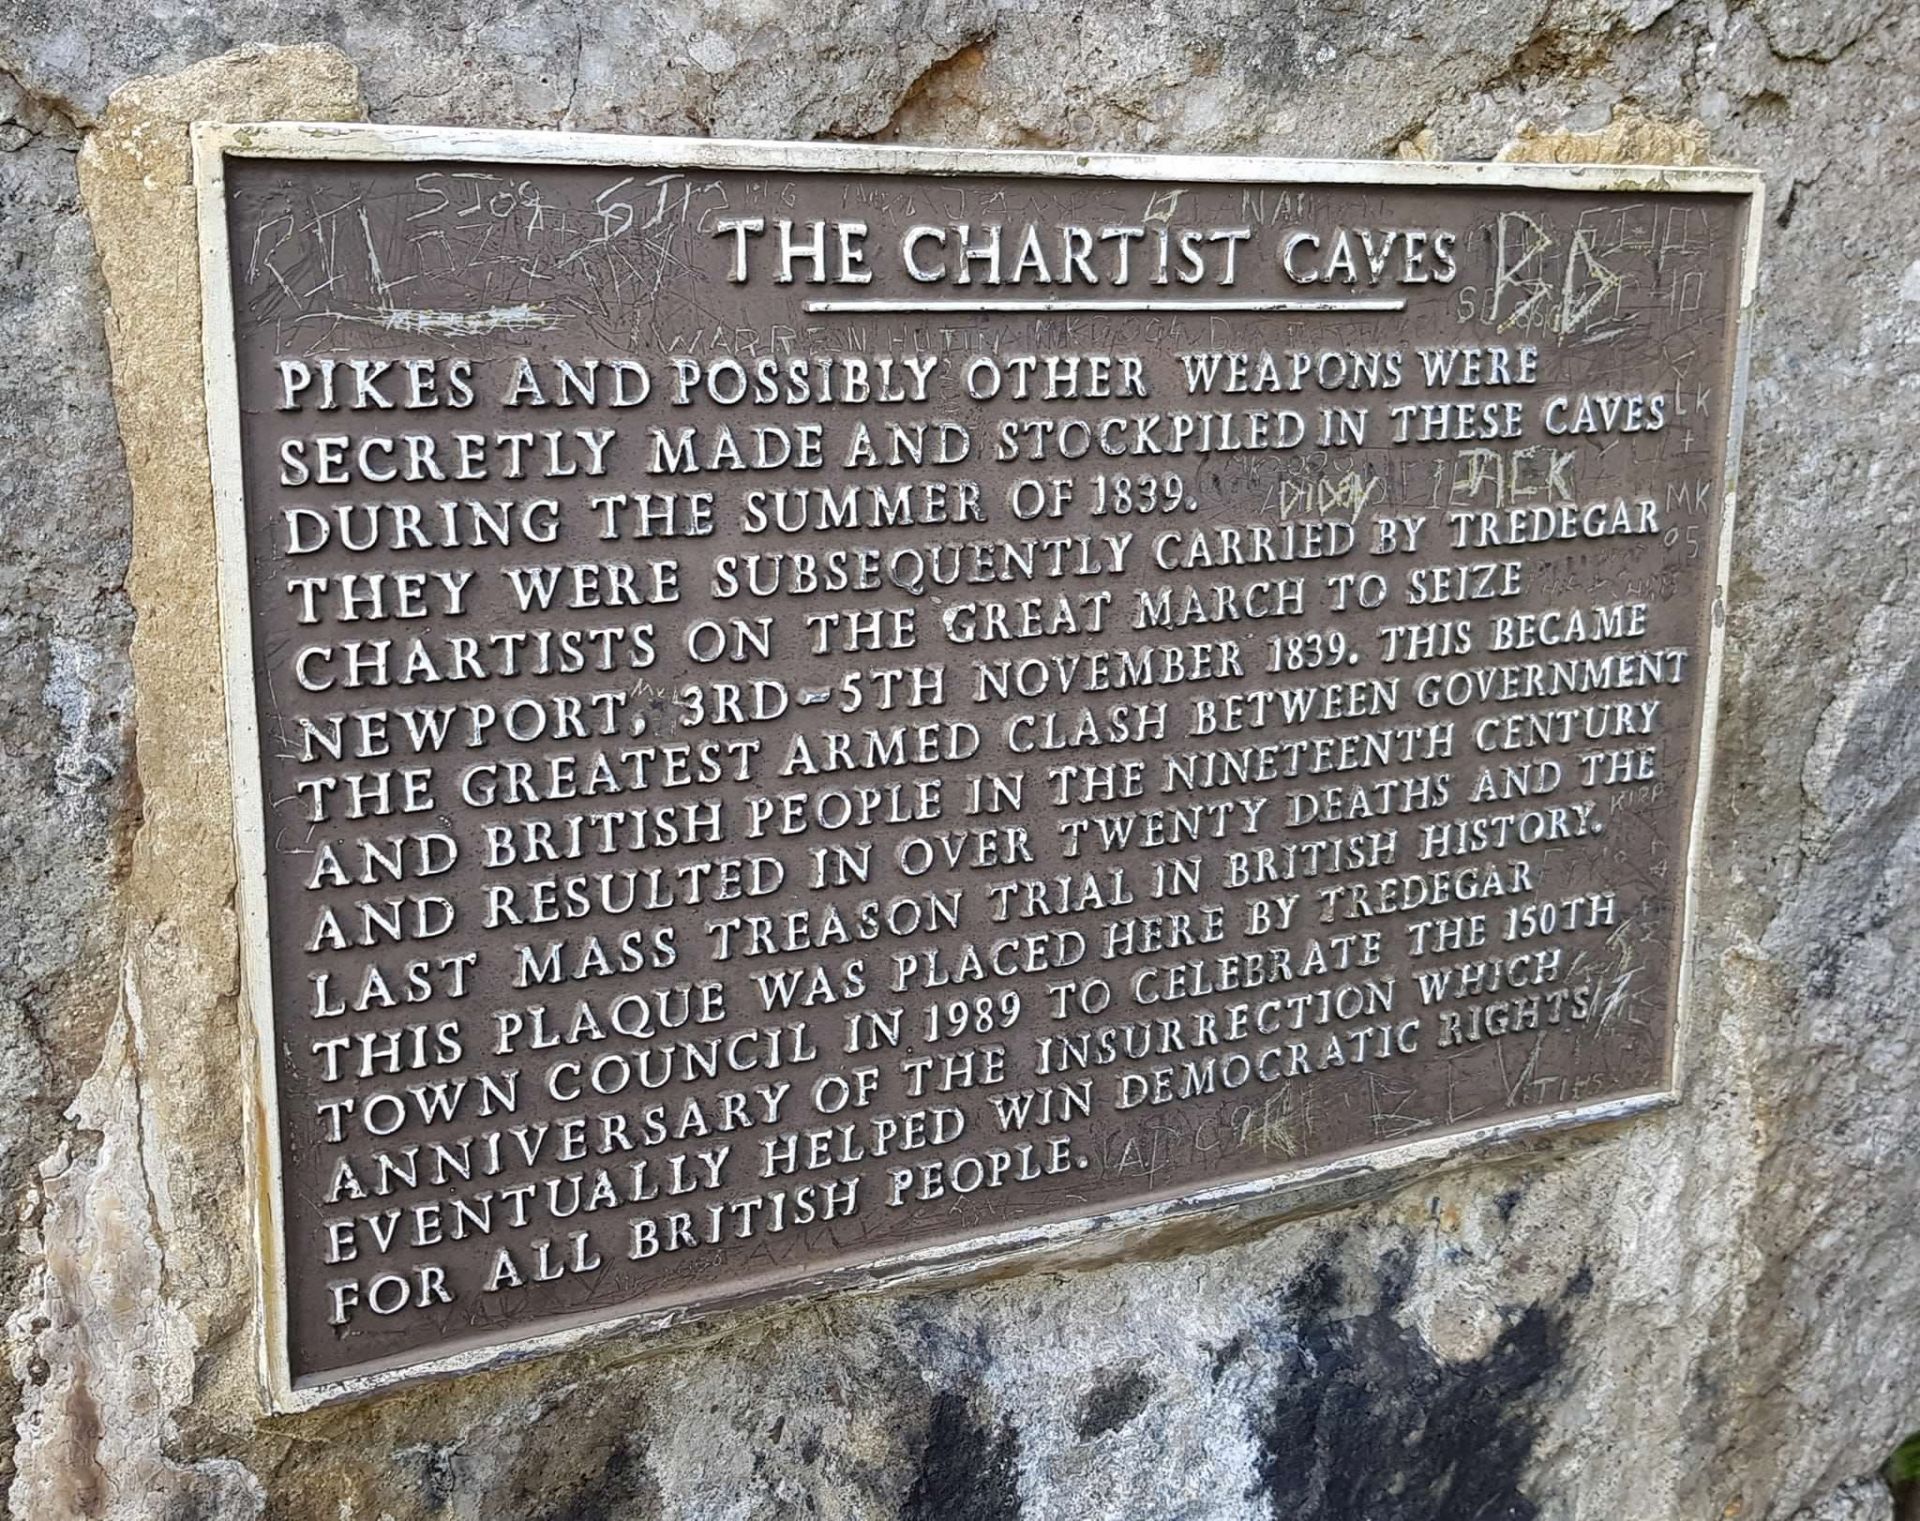 THE CHARTIST CAVES
PIKES AND POSSIBLY OTHER WEAPONS WERE
SECRETLY MADE AND STOCKPILED IN THESE CAVES
DURING THE SUMMER OF 1839.
THEY WERE SUBSEQUENTLY CARRIED BY TREDEGAR
CHARTISTS ON THE GREAT MARCH TO SEIZE
NEWPORT, 3RD-5TH NOVEMBER 1839. THIS BECAME
THE GREATEST ARMED CLASH BETWEEN GOVERNMENT
AND BRITISH PEOPLE IN THE NINETEENTH CENTURY
AND RESULTED IN OVER TWENTY DEATHS AND THE
LAST MASS TREASON TRIAL IN BRITISH HISTORY.
THIS PLAQUE WAS PLACED HERE BY TREDEGAR
TOWN COUNCIL IN 1989 TO CELEBRATE THE 150TH
ANNIVERSARY OF THE INSURRECTION WHICH
EVENTUALLY HELPED WIN DEMOCRATIC RIGHTS
FOR ALL BRITISH PEOPLE.
WARREN
JACK
LK
+
MK
05